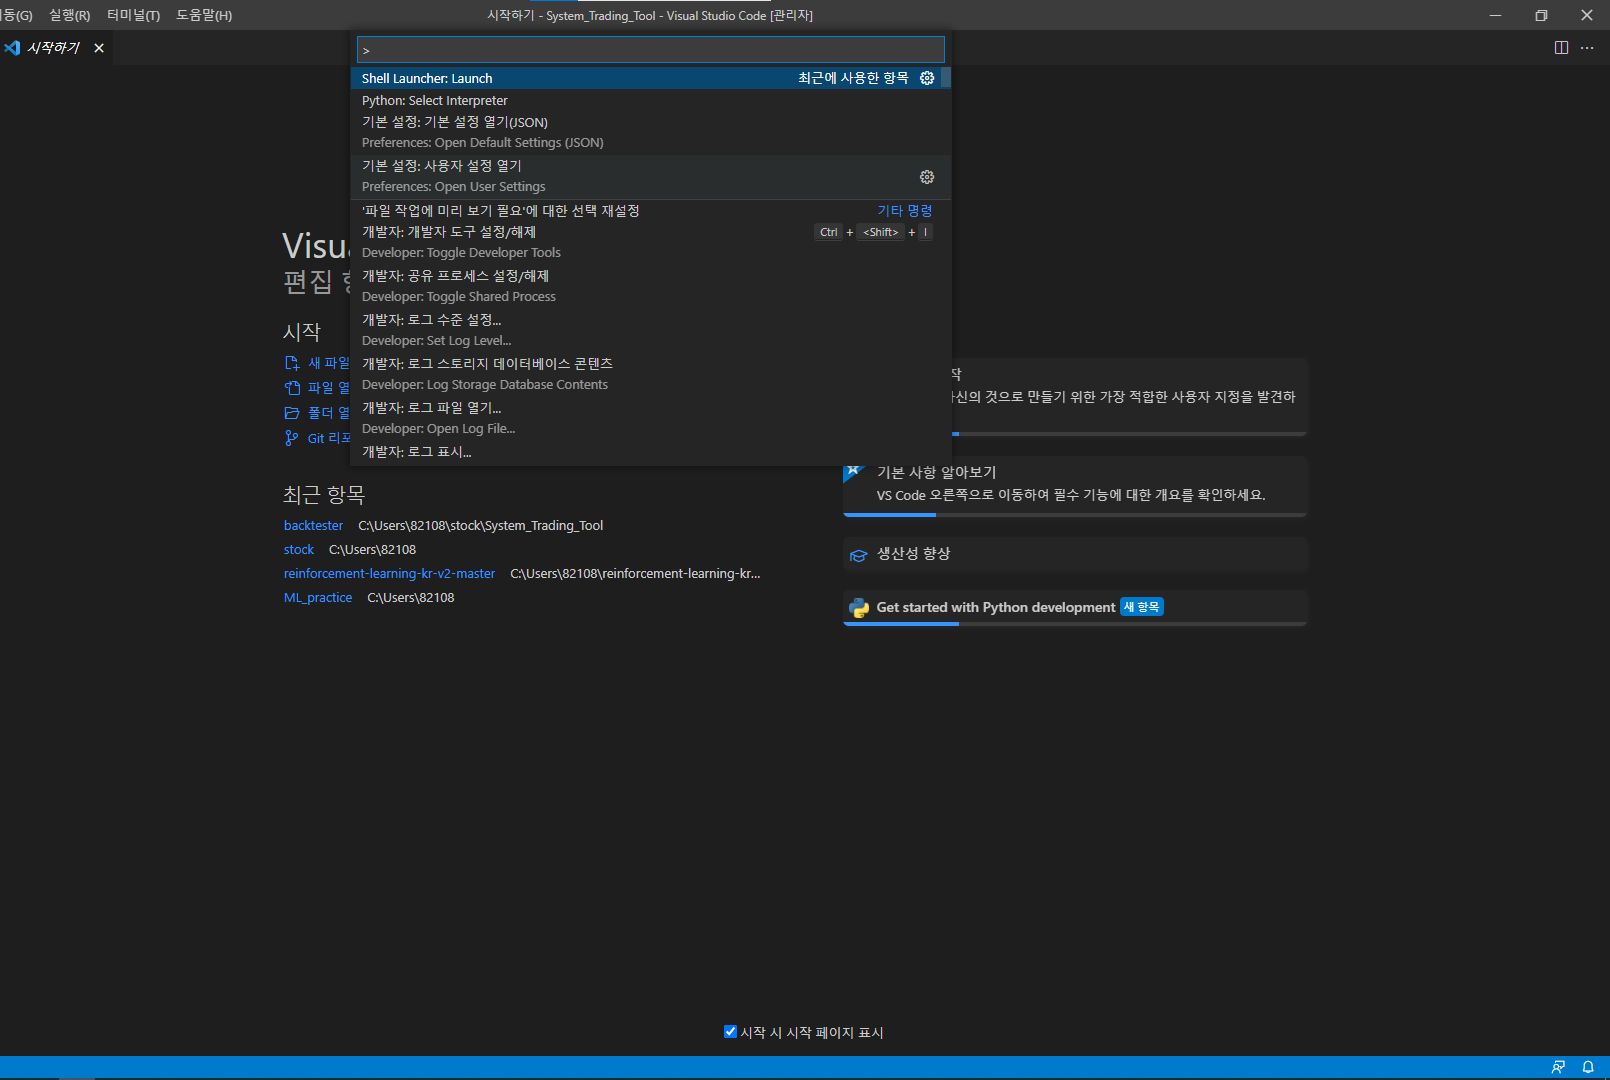 실행(R) 터미널(T) 도움말(H)
시작하기 - System_Trading_Tool - Visual Studio Code [관리자]
시작하기
>
Shell Launcher: Launch 최근에 사용한 항목
Python: Select Interpreter
기본 설정: 기본 설정 열기(JSON)
Preferences: Open Default Settings (JSON)
기본 설정: 사용자 설정 열기
Preferences: Open User Settings
'파일 작업에 미리 보기 필요'에 대한 선택 재설정 기타 명령
개발자: 개발자 도구 설정/해제 Ctrl + <Shift> + I
Developer: Toggle Developer Tools
개발자: 공유 프로세스 설정/해제
Developer: Toggle Shared Process
개발자: 로그 수준 설정...
Developer: Set Log Level...
개발자: 로그 스토리지 데이터베이스 콘텐츠
Developer: Log Storage Database Contents
개발자: 로그 파일 열기...
Developer: Open Log File...
개발자: 로그 표시...
편집
시작
새 파일
파일
폴더
Git
최근 항목
backtester C:\Users\82108\stock\System_Trading_Tool
stock C:\Users\82108
reinforcement-learning-kr-v2-master C:\Users\82108\reinforcement-learning-kr...
ML_practice C:\Users\82108
것으로 만들기 위한 가장 적합한 사용자 지정을 발견하
기본 사항 알아보기
VS Code 오른쪽으로 이동하여 필수 기능에 대한 개요를 확인하세요.
생산성 향상
Get started with Python development 새 항목
시작 시 시작 페이지 표시